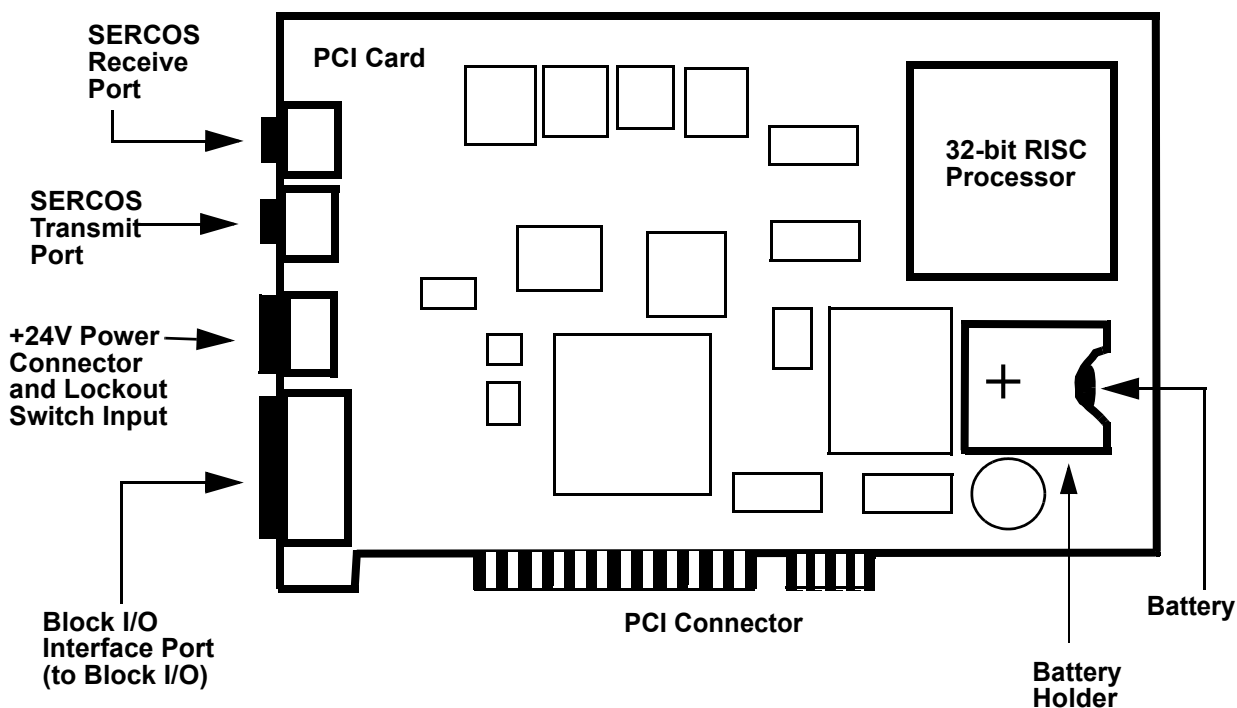 SERCOS
Receive
Port
PCI Card
32-bit RISC
Processor
SERCOS
Transmit
Port
+24V Power
Connector
and Lockout
Switch Input
+
Block I/O
Interface Port
(to Block I/O)
PCI Connector
Battery
Battery
Holder